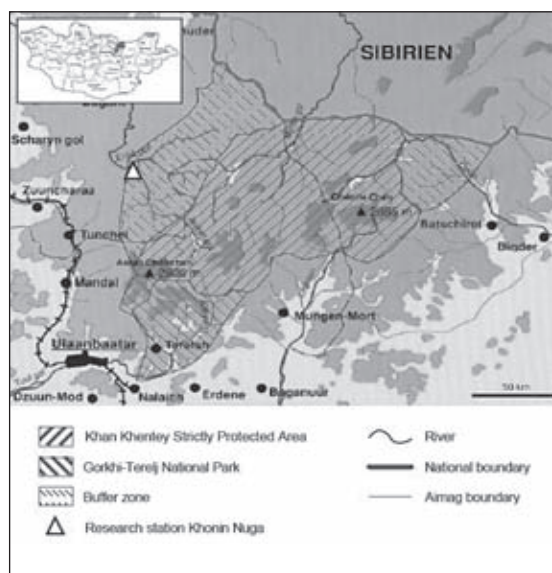 SIBIRIEN
Scharyn gol
Zuuncharaa
Tunchel
Batschirel
Binder
Mandal
Mungen-Mort
Ulaanbaatar
Terelsh
50 km
Dzuun-Mod
Nalaich
Erdene
Baganuur
Khan Khentey Strictly Protected Area
Gorkhi-Terelj National Park
Buffer zone
Research station Khonin Nuga
River
National boundary
Aimag boundary